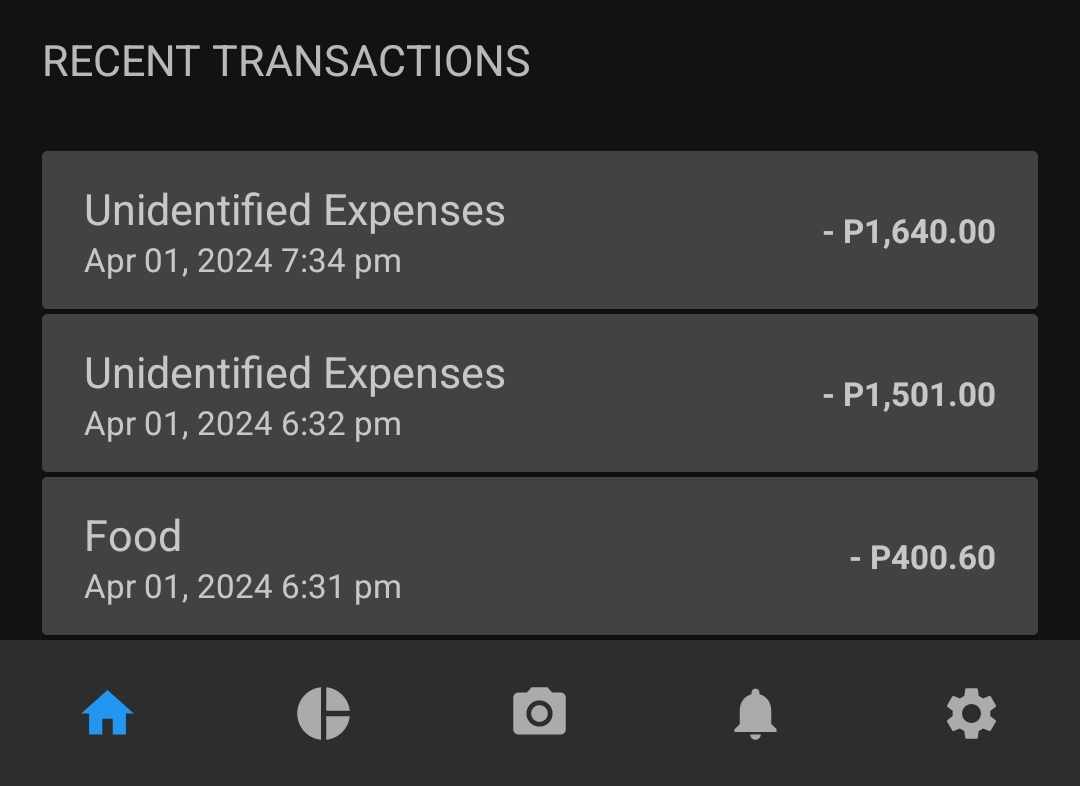 RECENT TRANSACTIONS
Unidentified Expenses
- P1,640.00
Apr 01, 2024 7:34 pm
Unidentified Expenses
- P1,501.00
Apr 01, 2024 6:32 pm
Food
- P400.60
Apr 01, 2024 6:31 pm